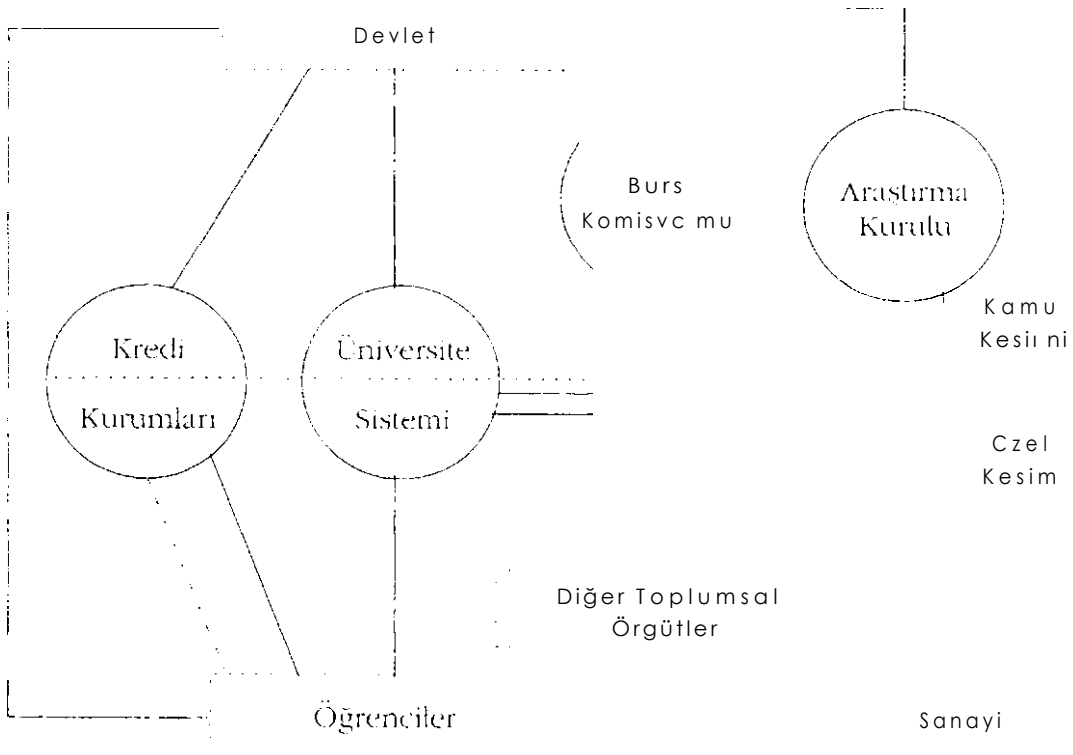 Devlet
Burs
Komisvc mu
Araştırma
Kurulu
Kamu
Kesiı ni
Kredi
Kurumları
Üniversite
Sistemi
Czel
Kesim
Diğer Toplumsal
Örgütler
Öğrenciler
Sanayi